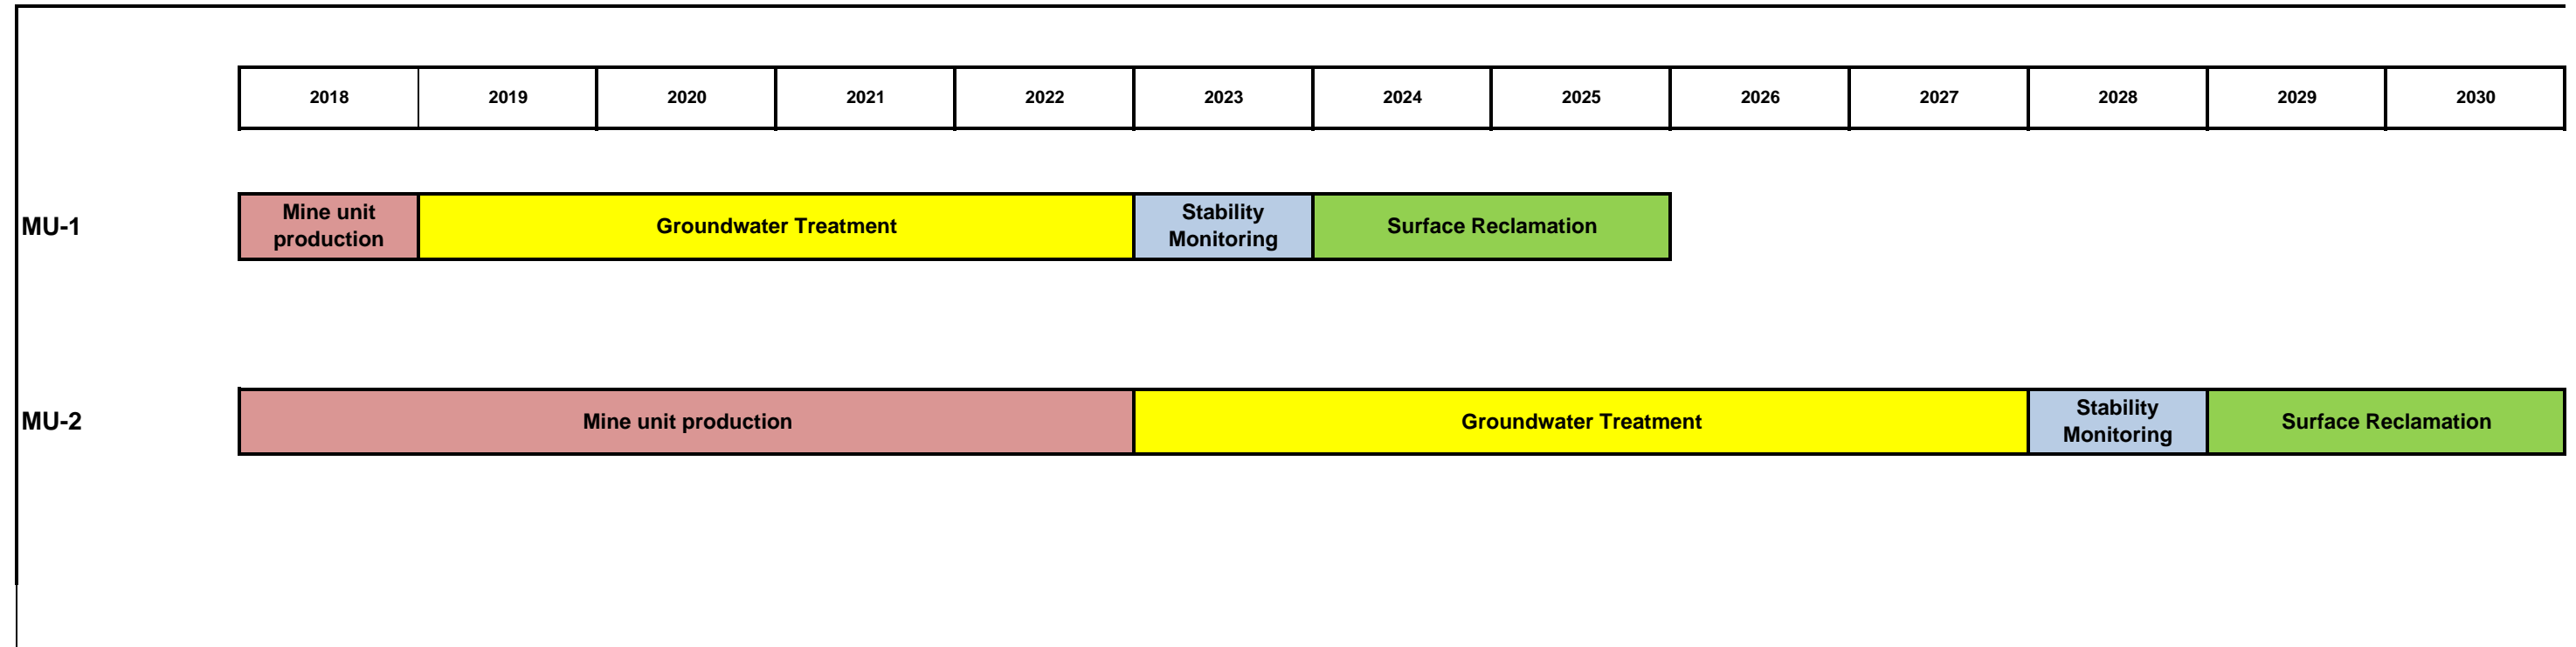 2018 2019 2020 2021 2022 2023 2024 2025 2026 2027 2028 2029 2030
MU-1
Mine unit
production
Groundwater Treatment
Stability
Monitoring
Surface Reclamation
MU-2
Mine unit production
Groundwater Treatment
Stability
Monitoring
Surface Reclamation